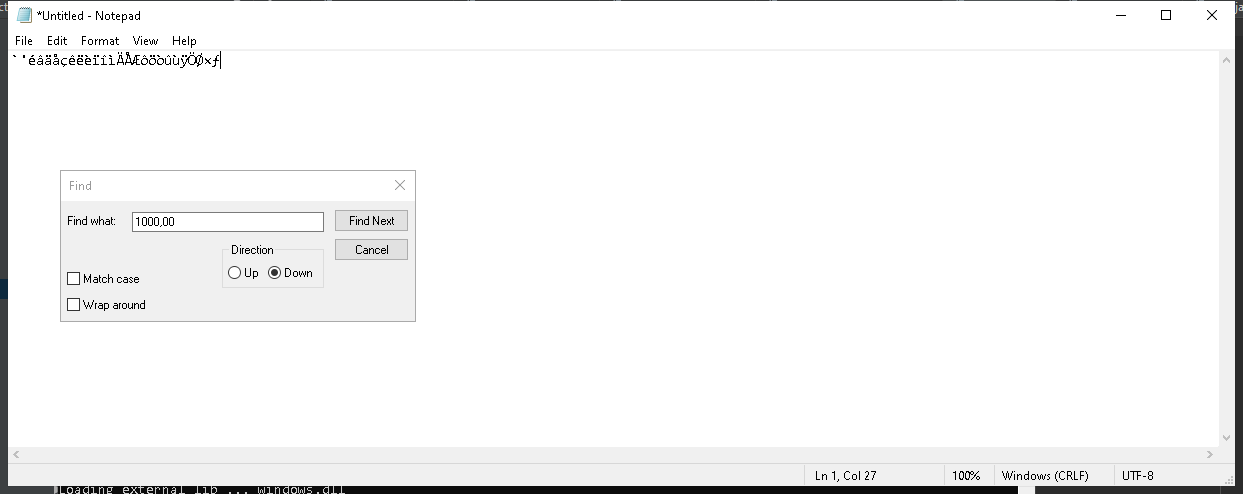 *Untitled - Notepad
File Edit Format View Help
`'éâäåçêëèïîìÄÅÆôöòûùÿÖØ×ƒ
Find
Find what: 1000,00 Find Next
Direction Cancel
Up Down
Match case
Wrap around
Ln 1, Col 27 100% Windows (CRLF) UTF-8
Loading external lib ... windows.dll